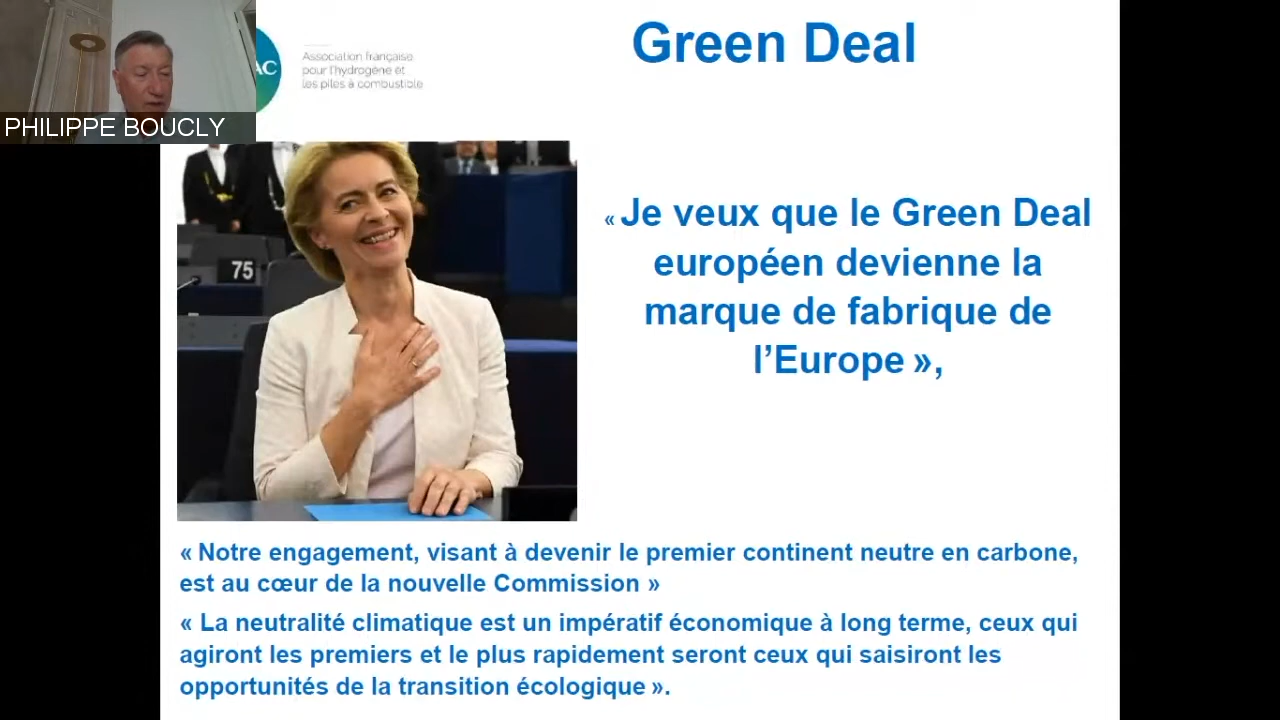 AC
Association française
pour l'hydrogène et
les piles à combustible
PHILIPPE BOUCLY
Green Deal
75
« Je veux que le Green Deal
européen devienne la
marque de fabrique de
l’Europe »,
« Notre engagement, visant à devenir le premier continent neutre en carbone,
est au cœur de la nouvelle Commission »
« La neutralité climatique est un impératif économique à long terme, ceux qui
agiront les premiers et le plus rapidement seront ceux qui saisiront les
opportunités de la transition écologique ».